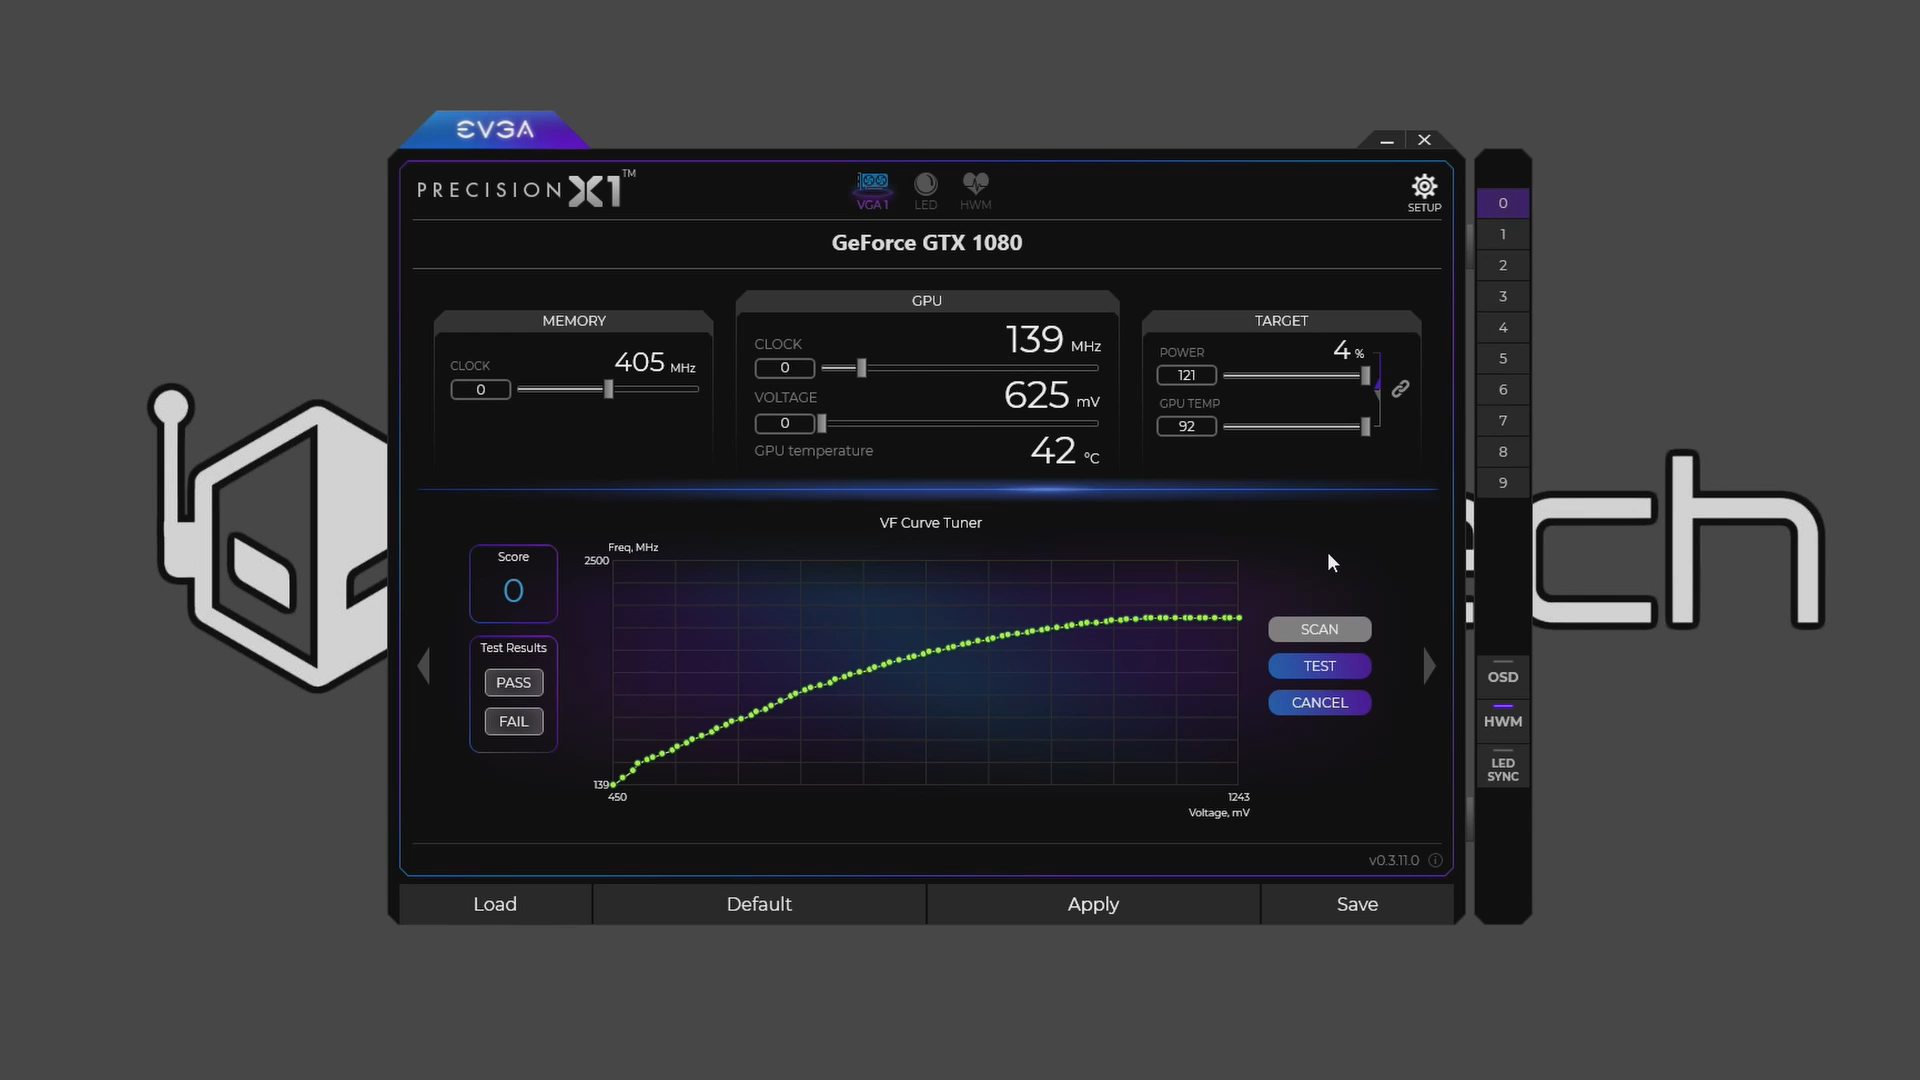 EVGA
PRECISION X1™
VGA 1
LED
HWM
SETUP
GeForce GTX 1080
MEMORY
CLOCK
405 MHz
0
GPU
CLOCK
139 MHz
0
VOLTAGE
625 mV
0
GPU temperature
42 °C
TARGET
POWER
4 %
121
GPU TEMP
92
VF Curve Tuner
Score
0
Test Results
PASS
FAIL
Freq, MHz
2500
139
450
1243
Voltage, mV
SCAN
TEST
CANCEL
v0.3.11.0
Load
Default
Apply
Save
0
1
2
3
4
5
6
7
8
9
OSD
HWM
LED
SYNC
ch